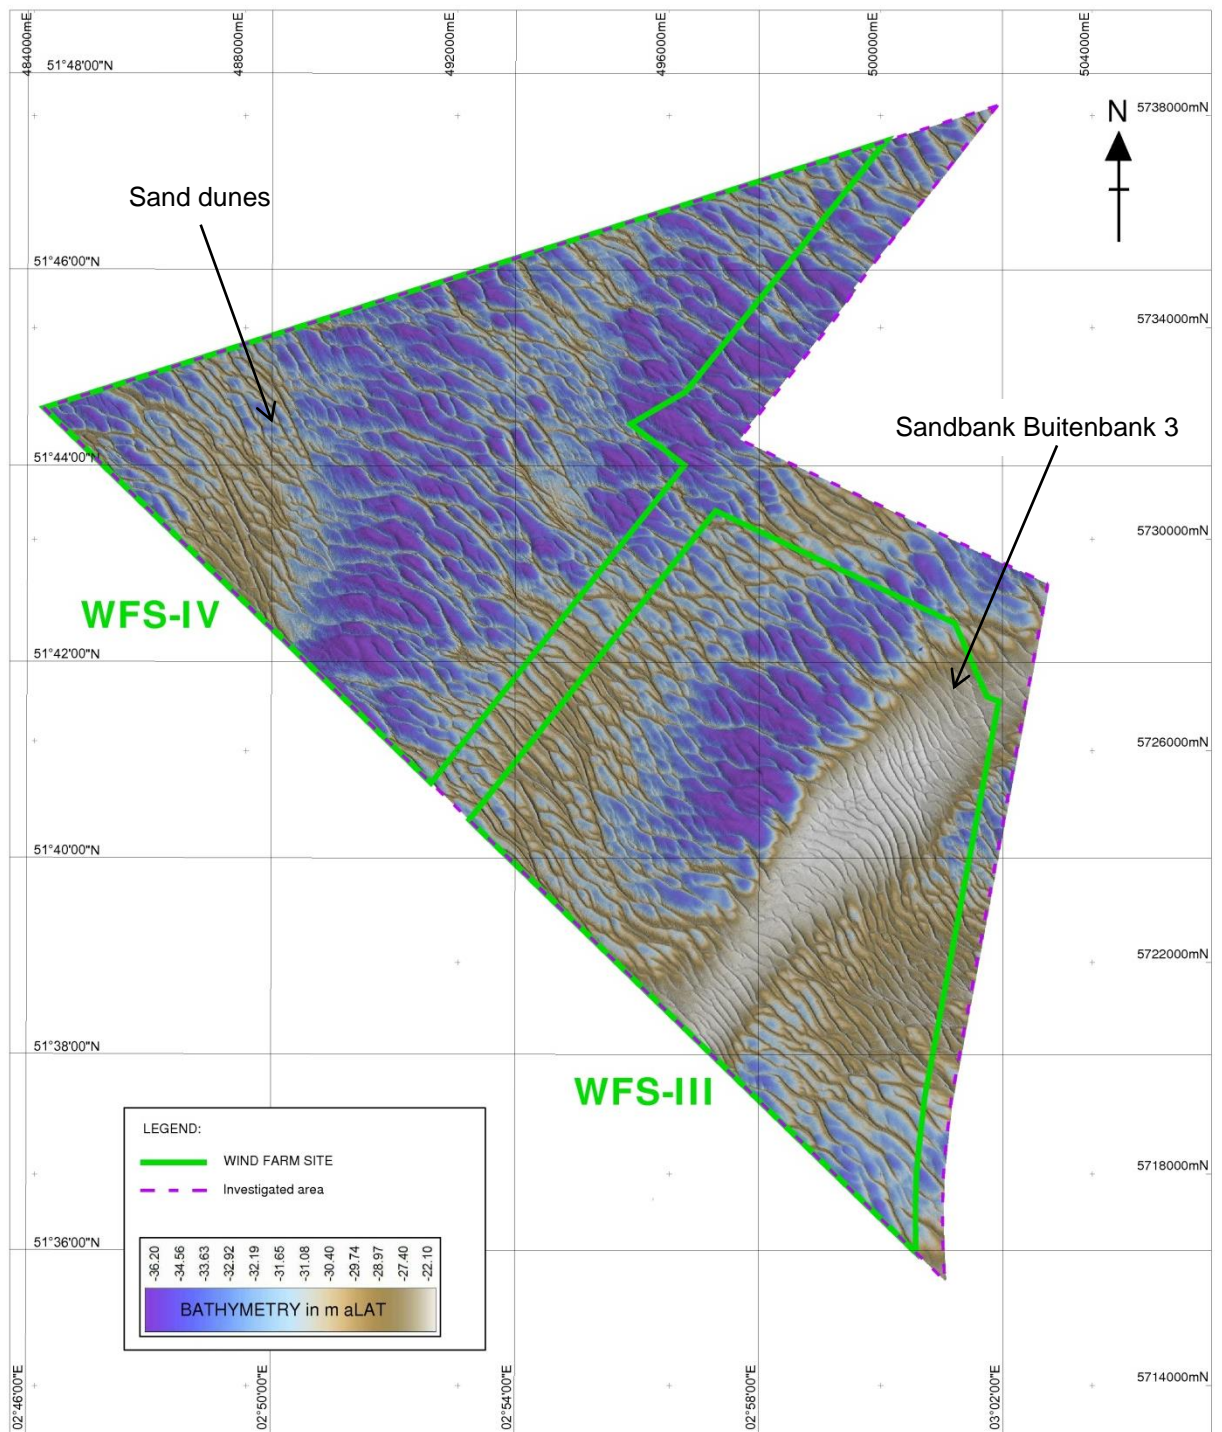 484000mE
488000mE
492000mE
496000mE
500000mE
504000mE
51°48'00"N
N
5738000mN
Sand dunes
51°46'00"N
5734000mN
Sandbank Buitenbank 3
51°44'00"N
5730000mN
WFS-IV
51°42'00"N
5726000mN
51°40'00"N
5722000mN
51°38'00"N
WFS-III
LEGEND:
WIND FARM SITE
Investigated area
5718000mN
51°36'00"N
-36.20
-34.56
-33.63
-32.92
-32.19
-31.65
-31.08
-30.40
-29.74
-28.97
-27.40
-22.10
BATHYMETRY in m aLAT
5714000mN
02°46'00"E
02°50'00"E
02°54'00"E
02°58'00"E
03°02'00"E